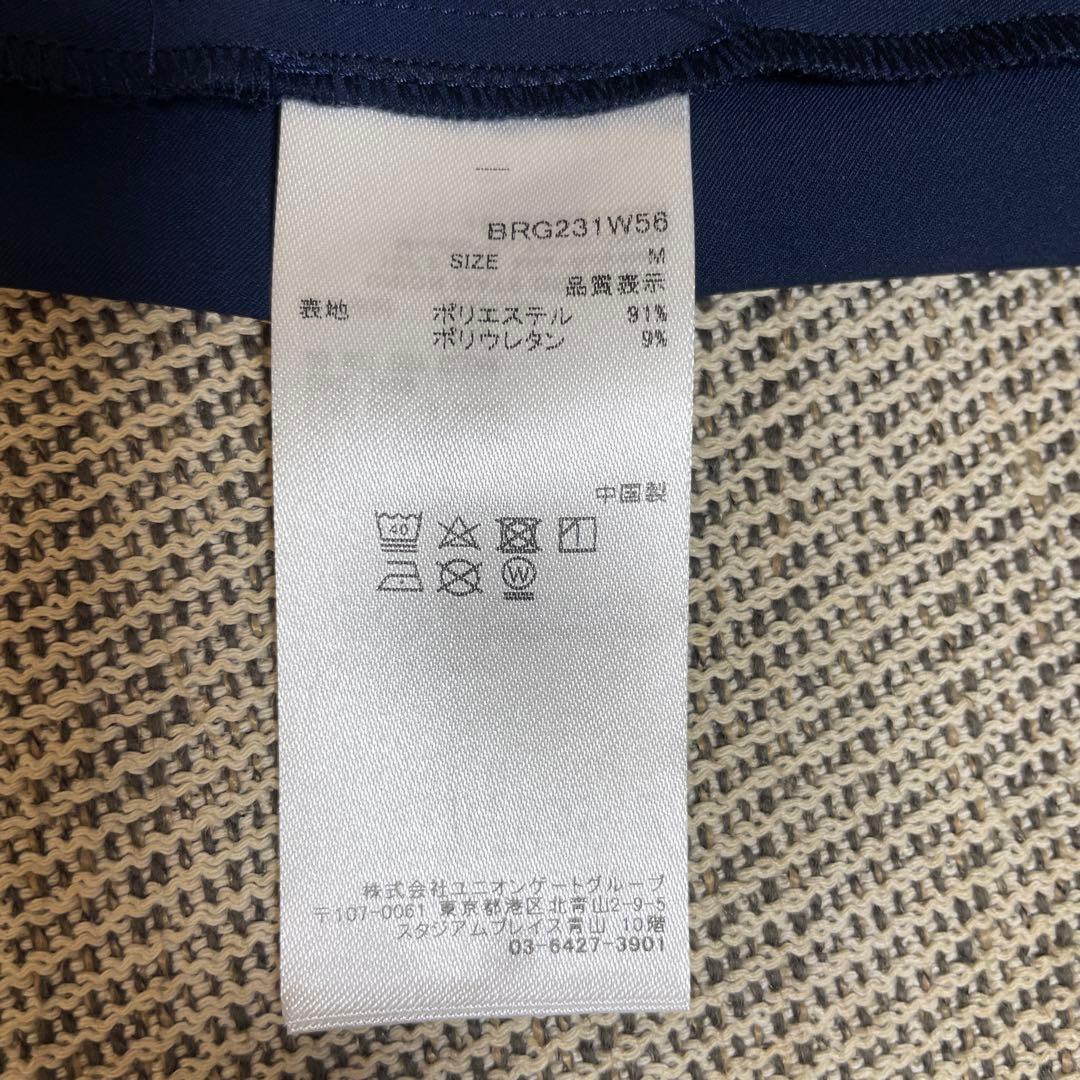 BRG231W56
SIZE M
品質表示
表地 ポリエステル 91%
ポリウレタン 9%
中国製
40
W
株式会社ユニオンゲートグループ
〒107-0061 東京都港区北青山2-9-5
スタジアムプレイス青山 10階
03-6427-3901